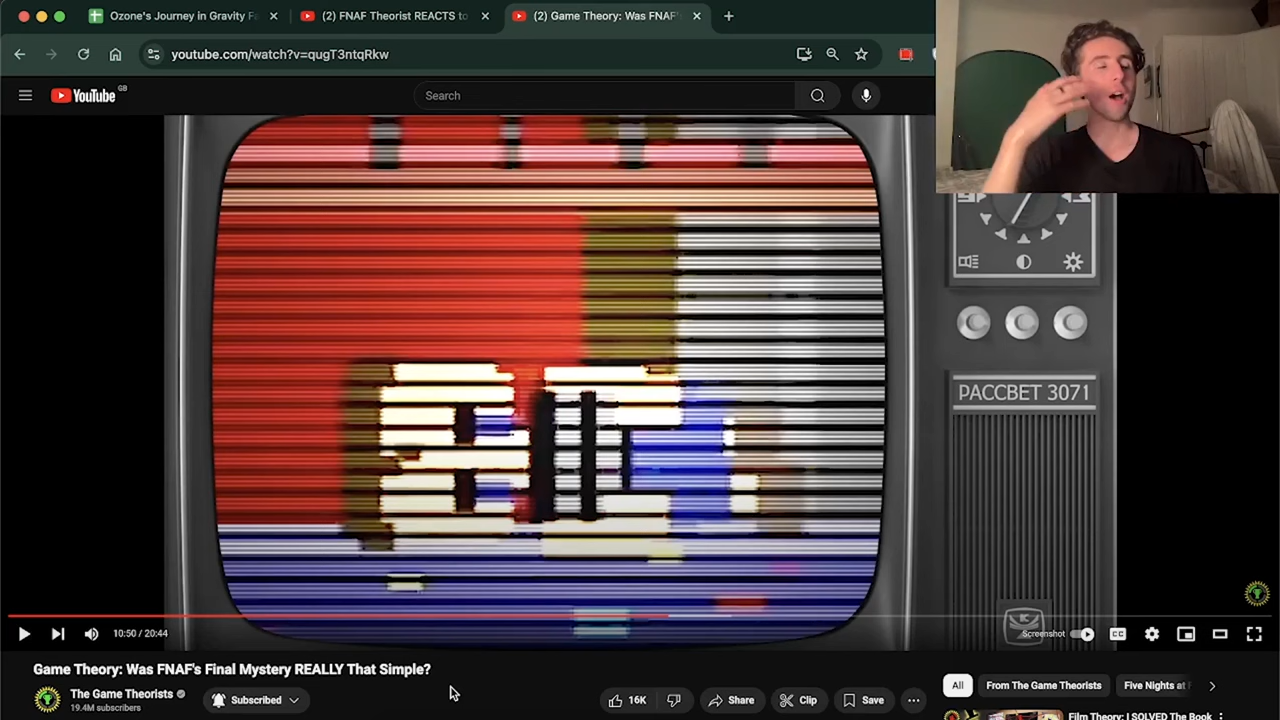 Ozone's Journey in Gravity Fa
(2) FNAF Theorist REACTS to
(2) Game Theory: Was FNAF'
youtube.com/watch?v=qugT3ntqRkw
YouTube GB
Search
PACCBET 3071
10:50 / 20:44
Screenshot
CC
Game Theory: Was FNAF's Final Mystery REALLY That Simple?
The Game Theorists
19.4M subscribers
Subscribed
16K
Share
Clip
Save
All
From The Game Theorists
Five Nights at F
Film Theory: I SOLVED The Book